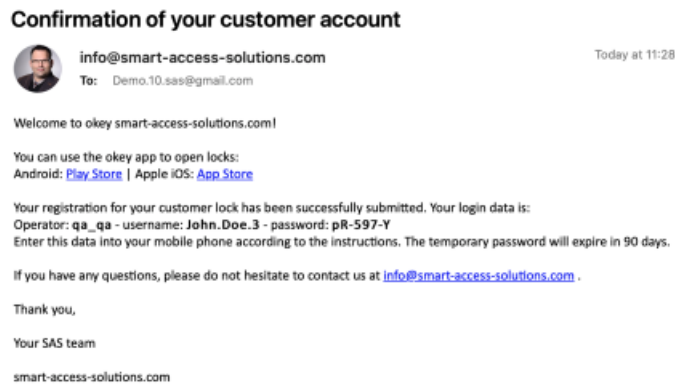 Confirmation of your customer account
info@smart-access-solutions.com
Today at 11:28
To: Demo.10.sas@gmail.com
Welcome to okey smart-access-solutions.com!
You can use the okey app to open locks:
Android: Play Store | Apple iOS: App Store
Your registration for your customer lock has been successfully submitted. Your login data is:
Operator: qa_qa - username: John.Doe.3 - password: pR-597-Y
Enter this data into your mobile phone according to the instructions. The temporary password will expire in 90 days.
If you have any questions, please do not hesitate to contact us at info@smart-access-solutions.com .
Thank you,
Your SAS team
smart-access-solutions.com